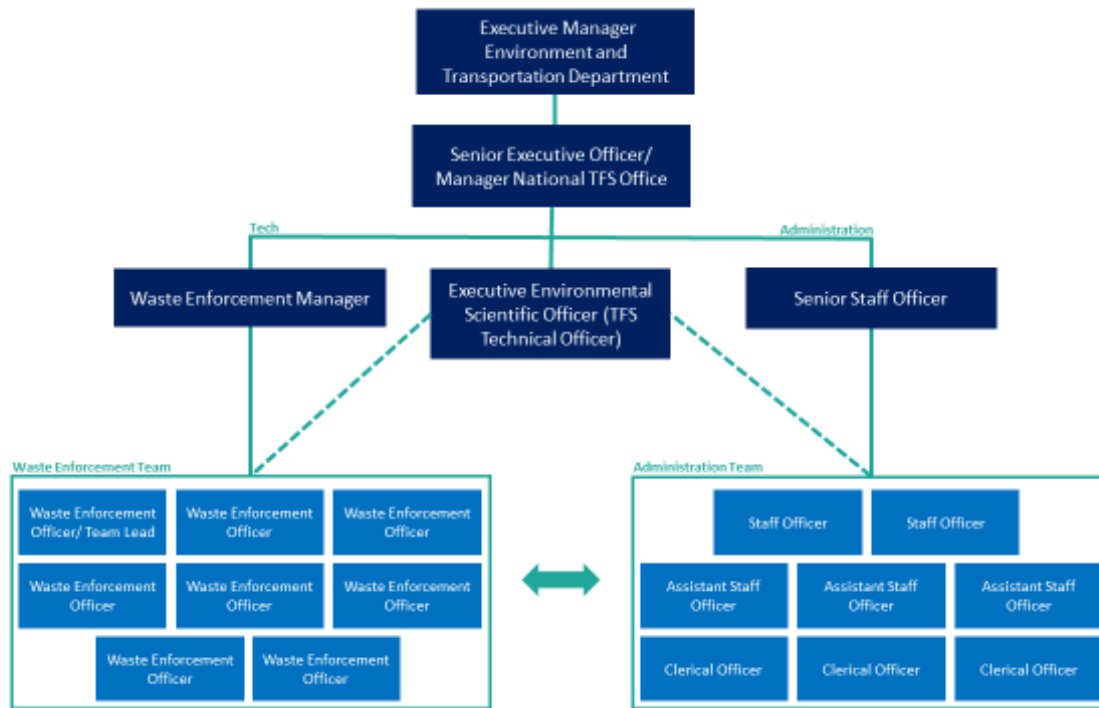 Executive Manager
Environment and
Transportation Department
Senior Executive Officer/
Manager National TFS Office
Tech
Administration
Waste Enforcement Manager
Executive Environmental
Scientific Officer (TFS
Technical Officer)
Senior Staff Officer
Waste Enforcement Team
Waste Enforcement
Officer/ Team Lead
Waste Enforcement
Officer
Waste Enforcement
Officer
Waste Enforcement
Officer
Waste Enforcement
Officer
Waste Enforcement
Officer
Waste Enforcement
Officer
Waste Enforcement
Officer
Administration Team
Staff Officer
Staff Officer
Assistant Staff
Officer
Assistant Staff
Officer
Assistant Staff
Officer
Clerical Officer
Clerical Officer
Clerical Officer